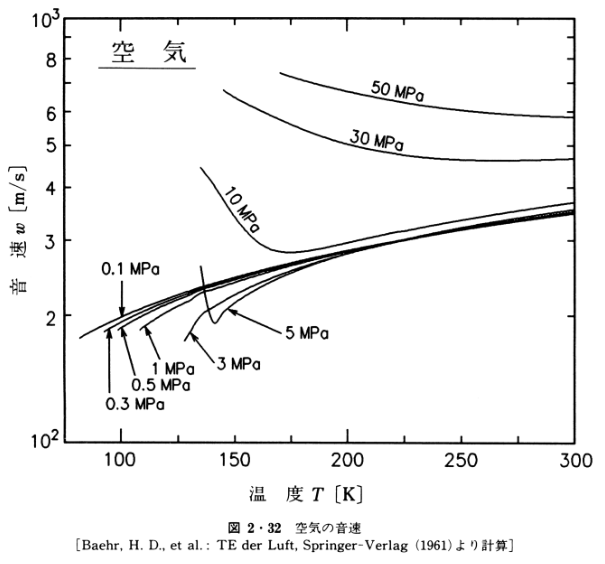 空 気
10³
8
6
5
4
3
2
10²
音 速 w [m/s]
50 MPa
30 MPa
10 MPa
0.1 MPa
5 MPa
3 MPa
1 MPa
0.5 MPa
0.3 MPa
100 150 200 250 300
温 度 T [K]
図 2・32 空気の音速
[Baehr, H. D., et al.: TE der Luft, Springer-Verlag (1961)より計算]